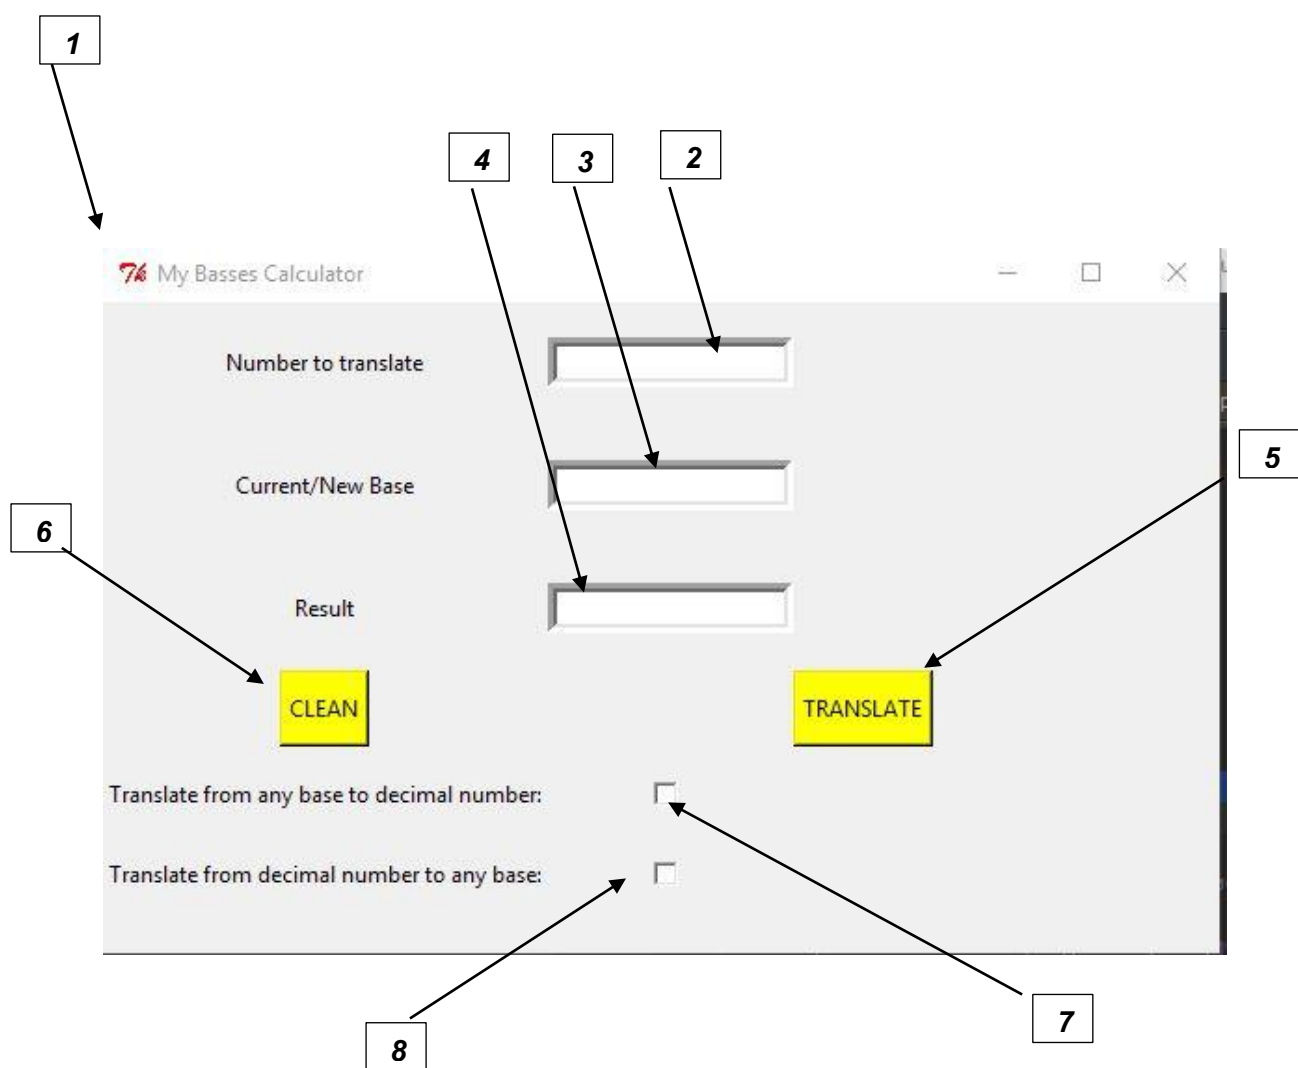 1
4 3 2
7k My Basses Calculator
Number to translate
5
Current/New Base
6
Result
CLEAN TRANSLATE
Translate from any base to decimal number:
Translate from decimal number to any base:
7
8